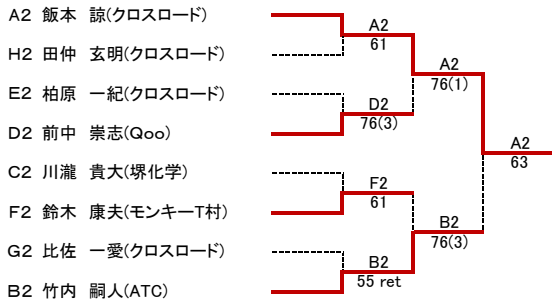 A2 飯本 諒(クロスロード)
H2 田仲 玄明(クロスロード)
E2 柏原 一紀(クロスロード)
D2 前中 崇志(Qoo)
C2 川瀧 貴大(堺化学)
F2 鈴木 康夫(モンキーT村)
G2 比佐 一愛(クロスロード)
B2 竹内 嗣人(ATC)
A2
61
D2
76(3)
F2
61
B2
55 ret
A2
76(1)
B2
76(3)
A2
63